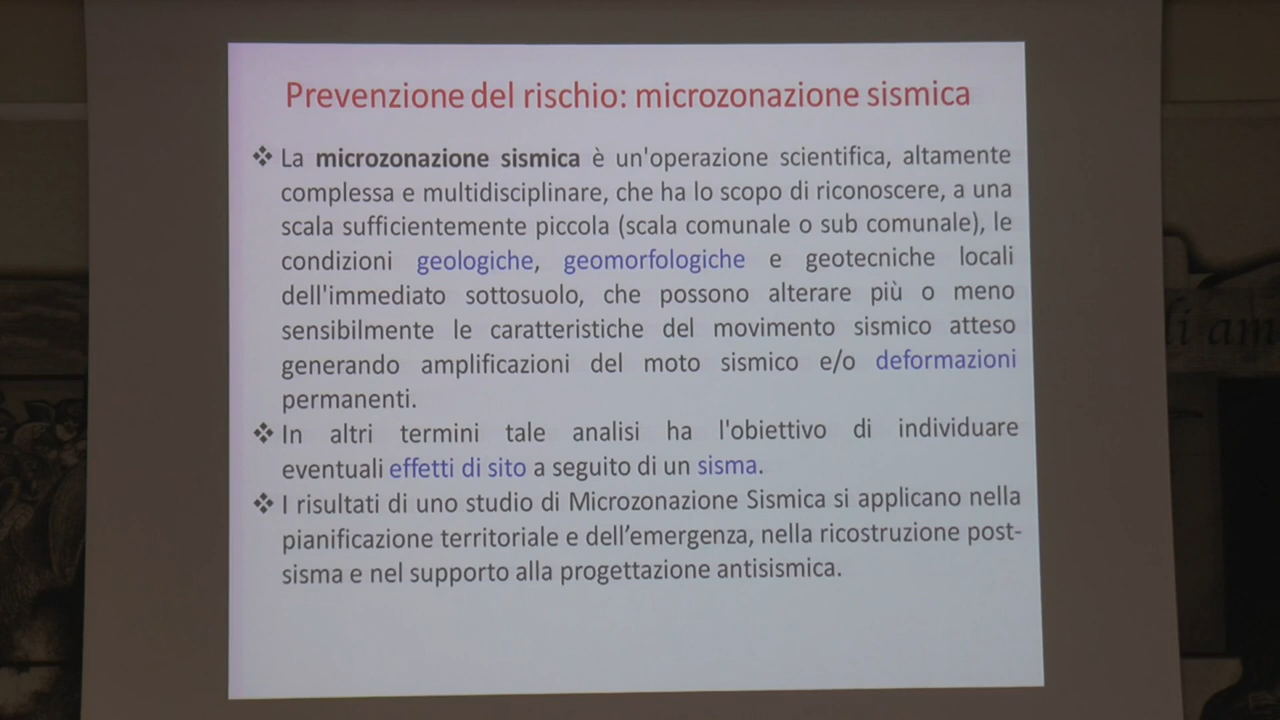 Prevenzione del rischio: microzonazione sismica
❖ La microzonazione sismica è un'operazione scientifica, altamente
complessa e multidisciplinare, che ha lo scopo di riconoscere, a una
scala sufficientemente piccola (scala comunale o sub comunale), le
condizioni geologiche, geomorfologiche e geotecniche locali
dell'immediato sottosuolo, che possono alterare più o meno
sensibilmente le caratteristiche del movimento sismico atteso
generando amplificazioni del moto sismico e/o deformazioni
permanenti.
❖ In altri termini tale analisi ha l'obiettivo di individuare
eventuali effetti di sito a seguito di un sisma.
❖ I risultati di uno studio di Microzonazione Sismica si applicano nella
pianificazione territoriale e dell’emergenza, nella ricostruzione post-
sisma e nel supporto alla progettazione antisismica.